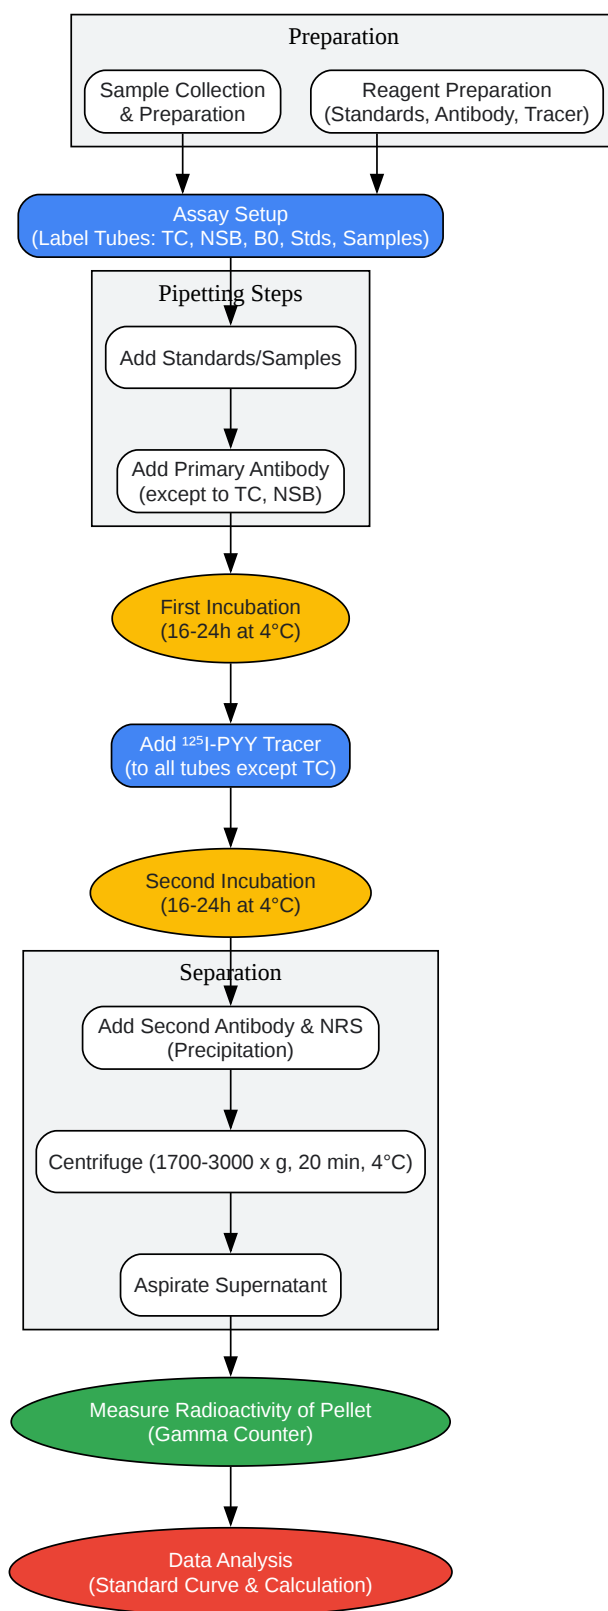 Preparation
Sample Collection
& Preparation
Reagent Preparation
(Standards, Antibody, Tracer)
Assay Setup
(Label Tubes: TC, NSB, B0, Stds, Samples)
Pipetting Steps
Add Standards/Samples
Add Primary Antibody
(except to TC, NSB)
First Incubation
(16-24h at 4°C)
Add ¹²⁵I-PYY Tracer
(to all tubes except TC)
Second Incubation
(16-24h at 4°C)
Separation
Add Second Antibody & NRS
(Precipitation)
Centrifuge (1700-3000 x g, 20 min, 4°C)
Aspirate Supernatant
Measure Radioactivity of Pellet
(Gamma Counter)
Data Analysis
(Standard Curve & Calculation)